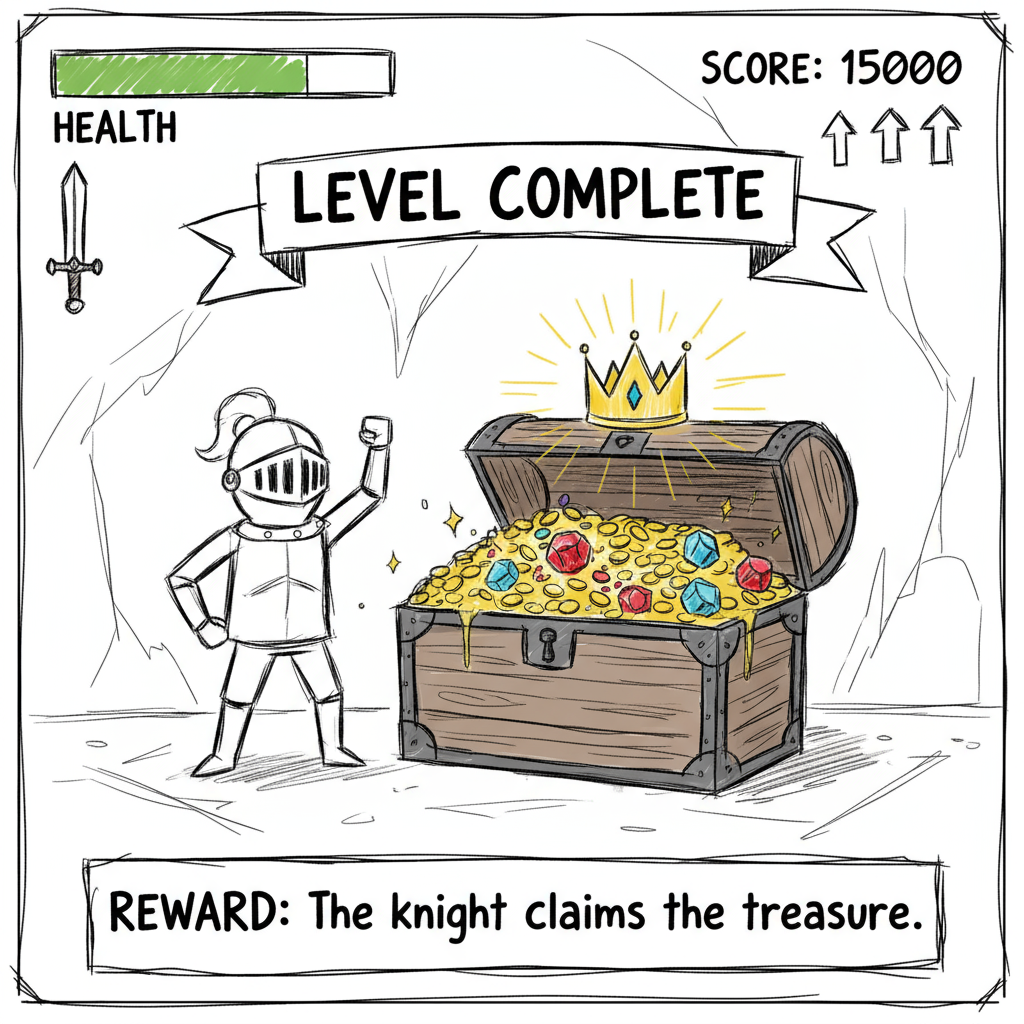 SCORE: 15000
HEALTH
LEVEL COMPLETE
REWARD: The knight claims the treasure.